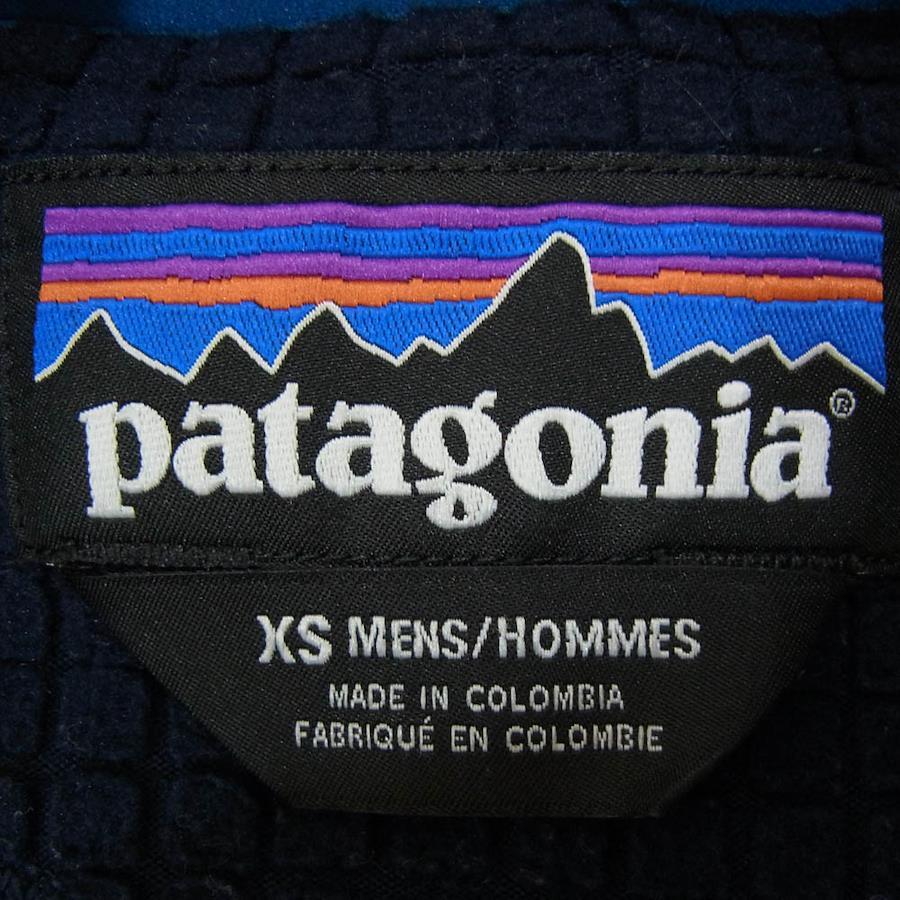 patagonia®
XS MENS/HOMMES
MADE IN COLOMBIA
FABRIQUÉ EN COLOMBIE